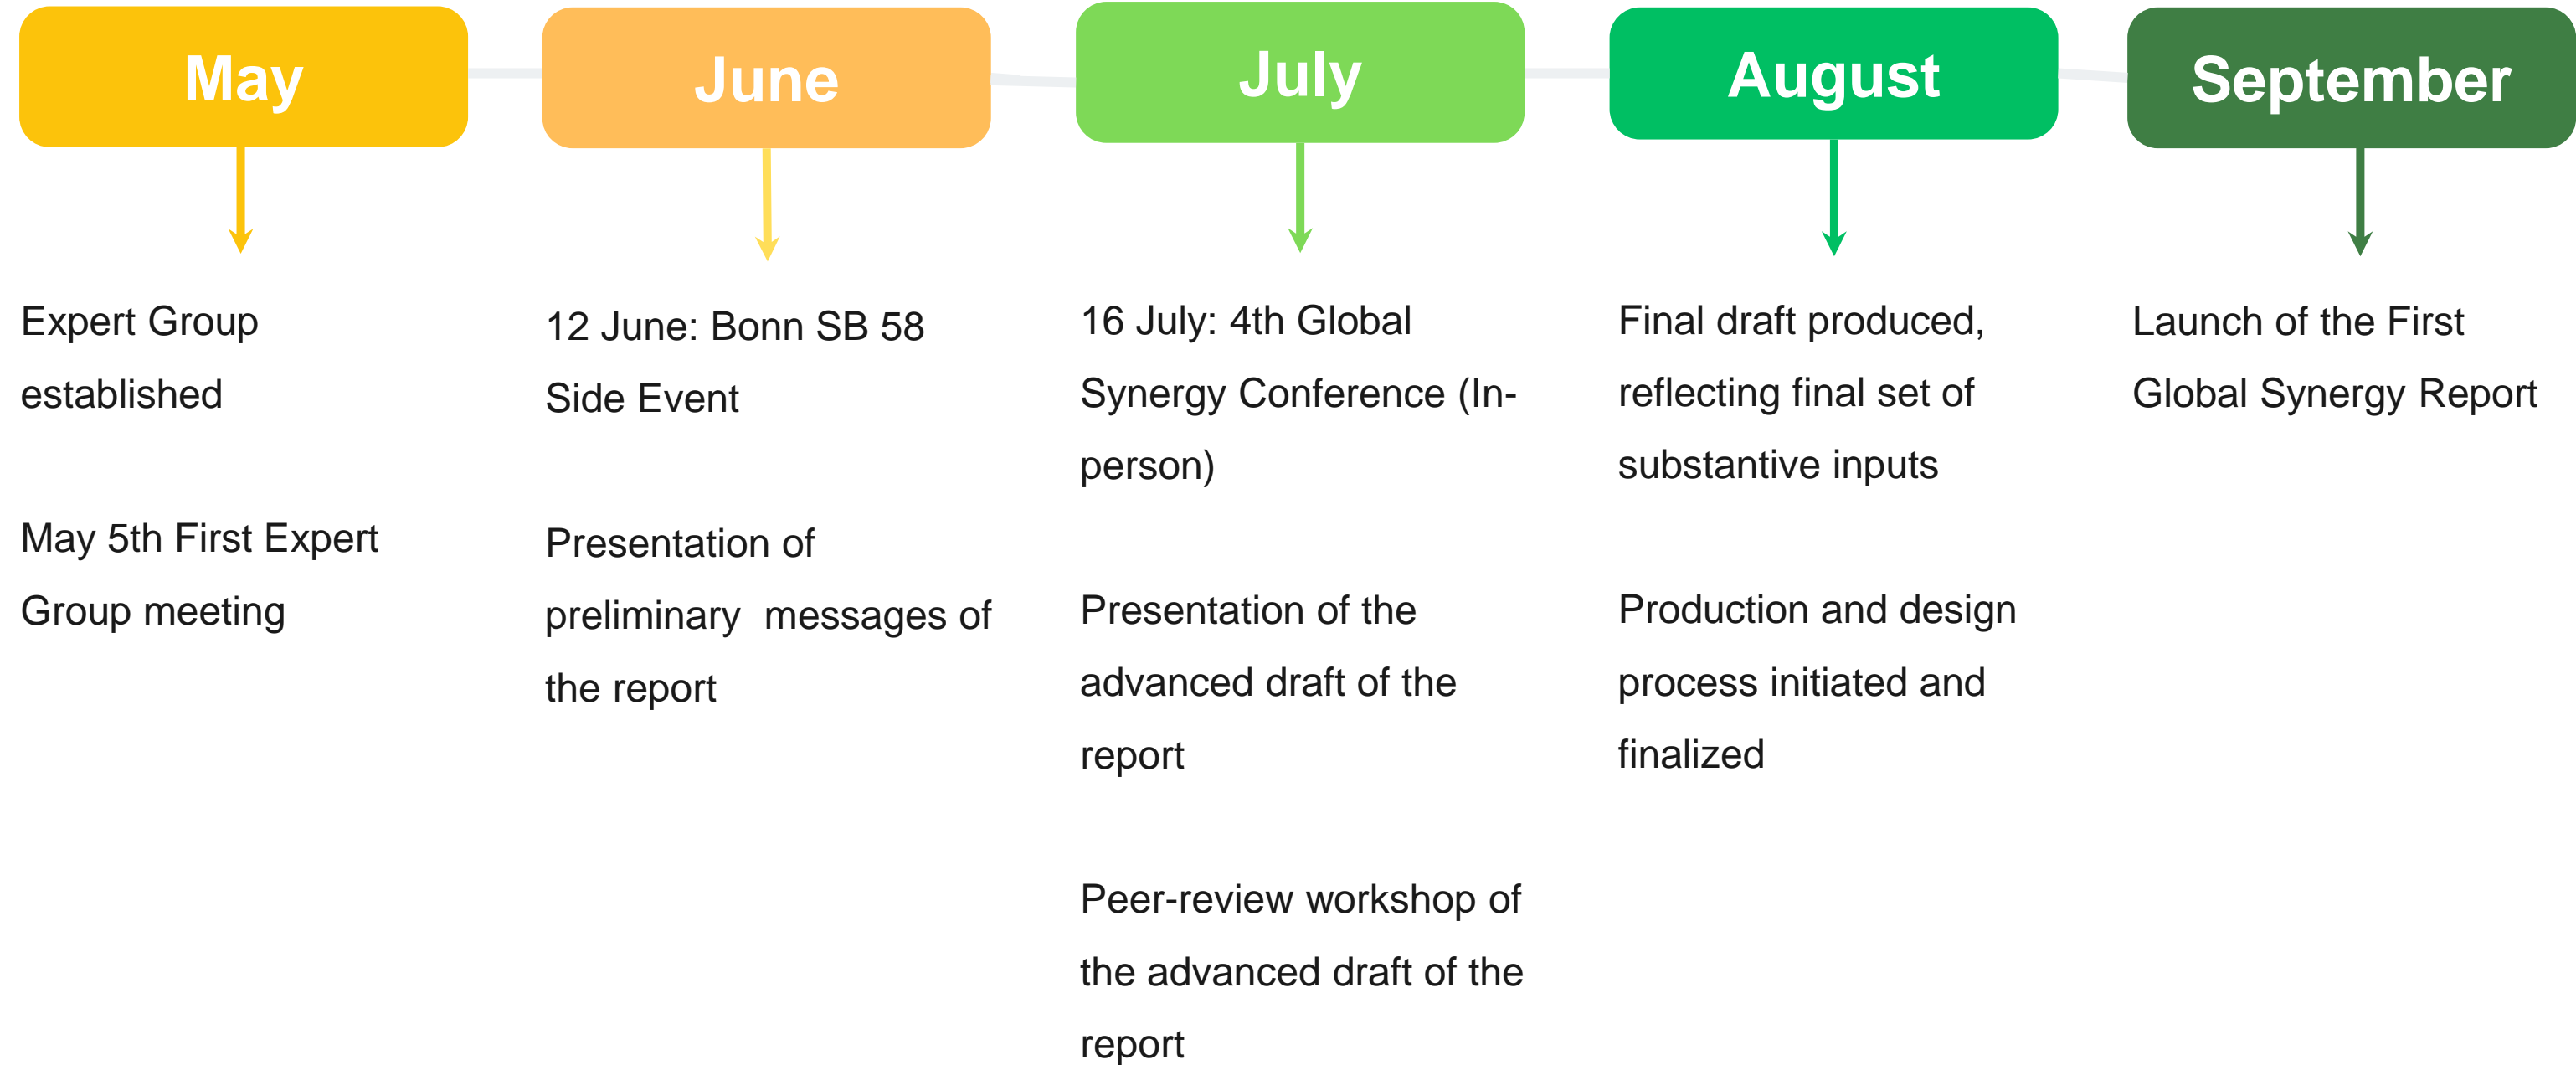 May
June
July
August
September
Expert Group
established
May 5th First Expert
Group meeting
12 June: Bonn SB 58
Side Event
Presentation of
preliminary  messages of
the report
16 July: 4th Global
Synergy Conference (In-
person)
Presentation of the
advanced draft of the
report
Peer-review workshop of
the advanced draft of the
report
Final draft produced,
reflecting final set of
substantive inputs
Production and design
process initiated and
finalized
Launch of the First
Global Synergy Report